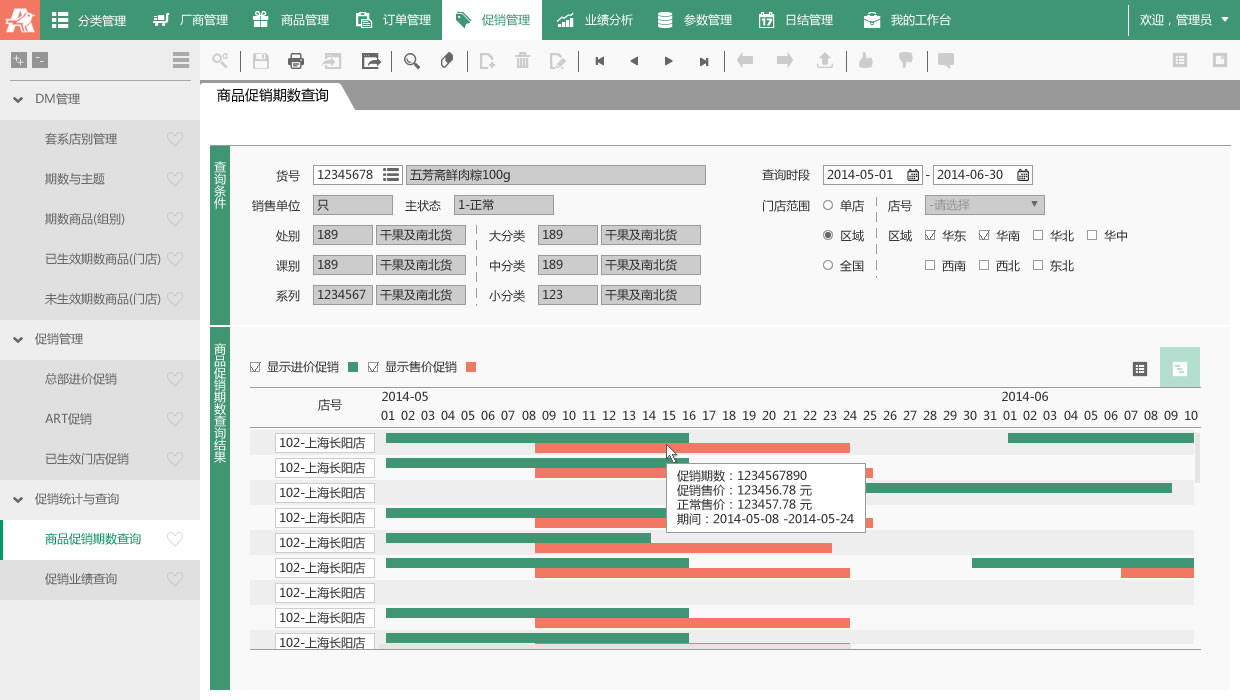 分类管理 厂商管理 商品管理 订单管理 促销管理 业绩分析 参数管理 日结管理 我的工作台 欢迎，管理员
商品促销期数查询
DM管理
套系店别管理
期数与主题
期数商品(组别)
已生效期数商品(门店)
未生效期数商品(门店)
促销管理
总部进价促销
ART促销
已生效门店促销
促销统计与查询
商品促销期数查询
促销业绩查询
查询条件
货号 12345678 五芳斋鲜肉粽100g 查询时段 2014-05-01 - 2014-06-30
销售单位 只 主状态 1-正常 门店范围 单店 店号 -请选择
处别 189 干果及南北货 大分类 189 干果及南北货 区域 区域 华东 华南 华北 华中
课别 189 干果及南北货 中分类 189 干果及南北货 全国 西南 西北 东北
系列 1234567 干果及南北货 小分类 123 干果及南北货
商品促销期数查询结果
显示进价促销 显示售价促销
店号 2014-05 2014-06
01 02 03 04 05 06 07 08 09 10 11 12 13 14 15 16 17 18 19 20 21 22 23 24 25 26 27 28 29 30 31 01 02 03 04 05 06 07 08 09 10
102-上海长阳店
102-上海长阳店
102-上海长阳店
102-上海长阳店
102-上海长阳店
102-上海长阳店
102-上海长阳店
102-上海长阳店
102-上海长阳店
促销期数：1234567890
促销售价：123456.78 元
正常售价：123457.78 元
期间：2014-05-08 -2014-05-24